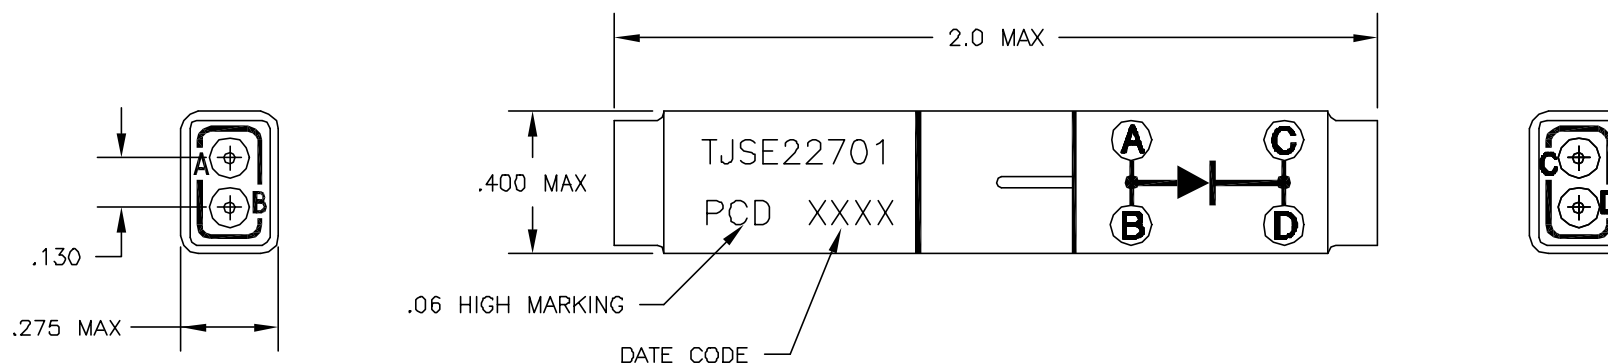 2.0 MAX
A
B
.130
.275 MAX
.400 MAX
TJSE22701
PCD XXXX
.06 HIGH MARKING
DATE CODE
A
C
B
D
C